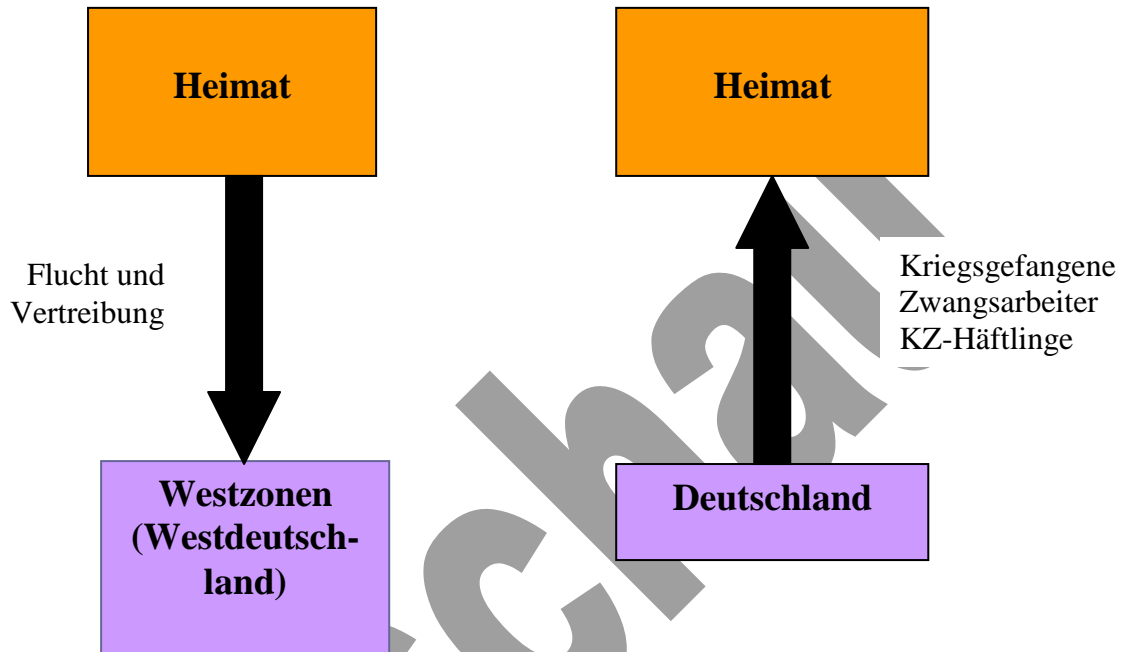 Heimat
Flucht und
Vertreibung
Westzonen
(Westdeutsch-
land)
Heimat
Kriegsgefangene
Zwangsarbeiter
KZ-Häftlinge
Deutschland